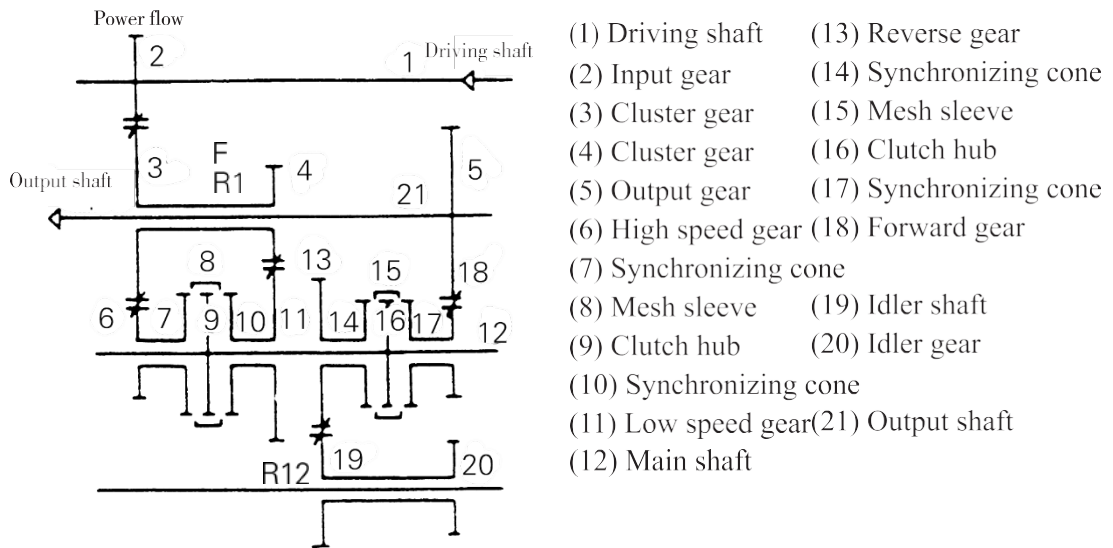 Power flow
2
1
Driving shaft
3
F
R1
4
5
Output shaft
21
8
13
15
18
6
7
9
10
11
14
16
17
12
R12
19
20
(1) Driving shaft
(2) Input gear
(3) Cluster gear
(4) Cluster gear
(5) Output gear
(6) High speed gear
(7) Synchronizing cone
(8) Mesh sleeve
(9) Clutch hub
(10) Synchronizing cone
(11) Low speed gear
(12) Main shaft
(13) Reverse gear
(14) Synchronizing cone
(15) Mesh sleeve
(16) Clutch hub
(17) Synchronizing cone
(18) Forward gear
(19) Idler shaft
(20) Idler gear
(21) Output shaft